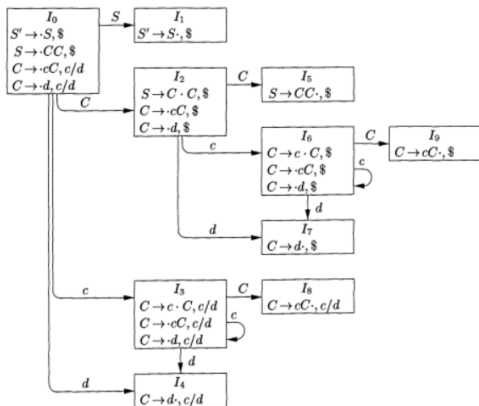 I₀
S' → ·S, $
S → ·CC, $
C → ·cC, c/d
C → ·d, c/d
S
I₁
S' → S·, $
C
I₂
S → C · C, $
C → ·cC, $
C → ·d, $
C
I₅
S → CC·, $
c
I₆
C → c · C, $
C → ·cC, $
C → ·d, $
C
I₉
C → cC·, $
c
d
d
I₇
C → d·, $
c
I₃
C → c · C, c/d
C → ·cC, c/d
C → ·d, c/d
C
I₈
C → cC·, c/d
c
d
d
I₄
C → d·, c/d